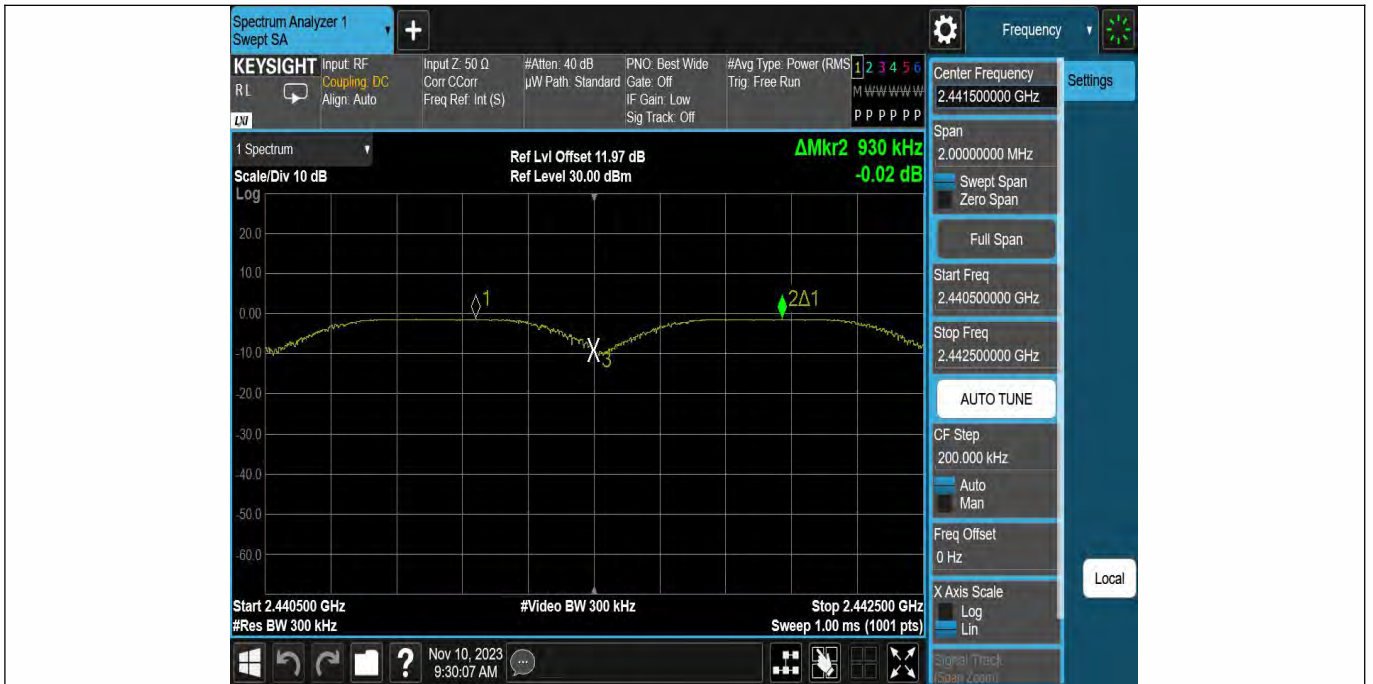 Spectrum Analyzer 1
Swept SA
+
Frequency
KEYSIGHT
RL
LXI
Input: RF
Coupling: DC
Align: Auto
Input Z: 50 Ω
Corr CCorr
Freq Ref: Int (S)
#Atten: 40 dB
µW Path: Standard
PNO: Best Wide
Gate: Off
IF Gain: Low
Sig Track: Off
#Avg Type: Power (RMS
Trig: Free Run
1 2 3 4 5 6
M W W W W W
P P P P P P
1 Spectrum
Scale/Div 10 dB
Log
Ref Lvl Offset 11.97 dB
Ref Level 30.00 dBm
ΔMkr2 930 kHz
-0.02 dB
20.0
10.0
0.00
-10.0
-20.0
-30.0
-40.0
-50.0
-60.0
1
2Δ1
X
3
Start 2.440500 GHz
#Res BW 300 kHz
#Video BW 300 kHz
Stop 2.442500 GHz
Sweep 1.00 ms (1001 pts)
Center Frequency
2.441500000 GHz
Settings
Span
2.00000000 MHz
Swept Span
Zero Span
Full Span
Start Freq
2.440500000 GHz
Stop Freq
2.442500000 GHz
AUTO TUNE
CF Step
200.000 kHz
Auto
Man
Freq Offset
0 Hz
X Axis Scale
Log
Lin
Signal Track
(Span Zoom)
Local
?
Nov 10, 2023
9:30:07 AM